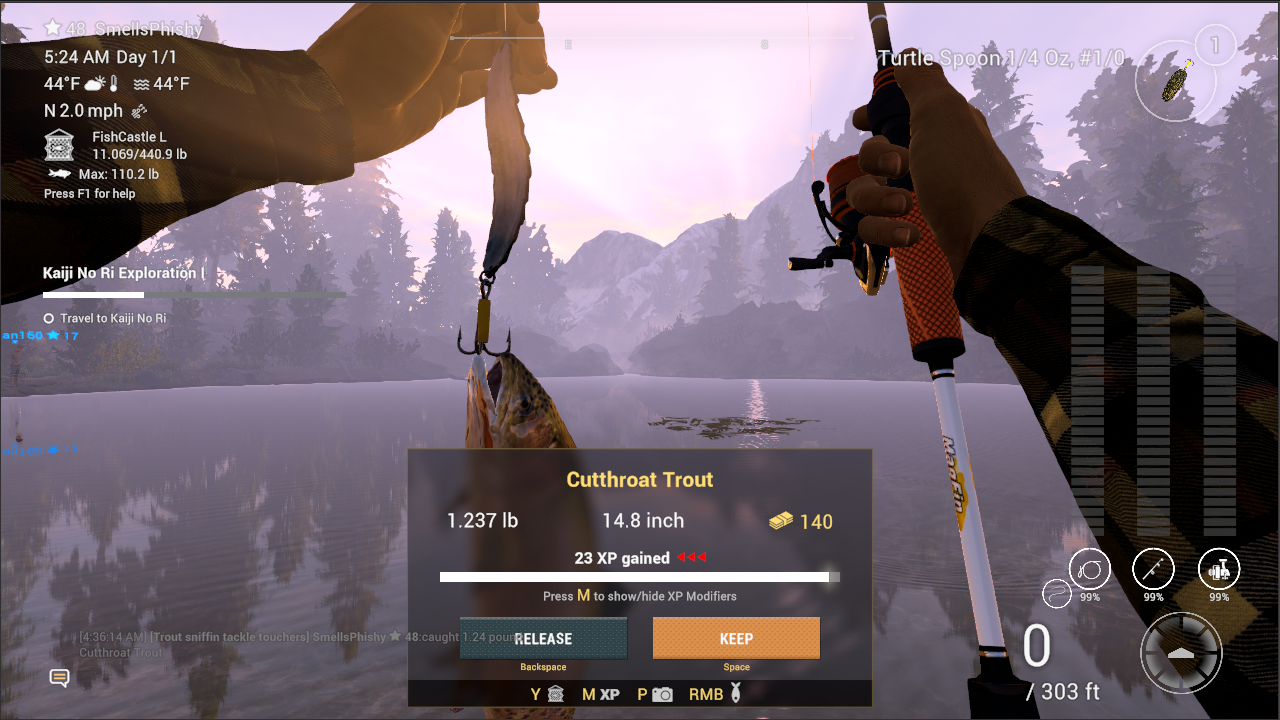 48 SmellsPhishy
5:24 AM Day 1/1
44°F 44°F
N 2.0 mph
FishCastle L
11.069/440.9 lb
Max: 110.2 lb
Press F1 for help
E S
Turtle Spoon 1/4 Oz, #1/0
1
Kaiji No Ri Exploration I
Travel to Kaiji No Ri
an160 17
MagFin
Cutthroat Trout
1.237 lb 14.8 inch 140
23 XP gained
Press M to show/hide XP Modifiers
[4:36:14 AM] [Trout sniffin tackle touchers] SmellsPhishy 48:caught 1.24 poun
Cutthroat Trout
RELEASE KEEP
Backspace Space
Y M XP P RMB
99% 99% 99%
0
/ 303 ft